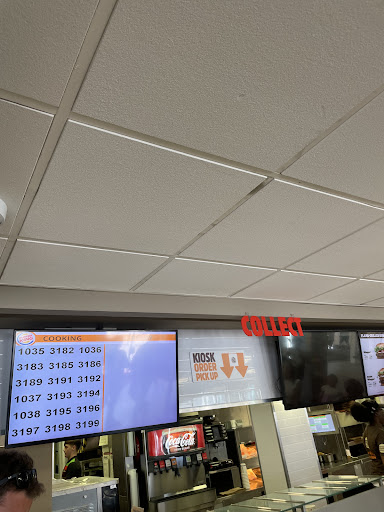 COOKING
1035 3182 1036
3183 3185 3186
3189 3191 3192
1037 3193 3194
1038 3195 3196
3197 3198 3199
COLLECT
KIOSK
ORDER
PICK UP
Coca-Cola